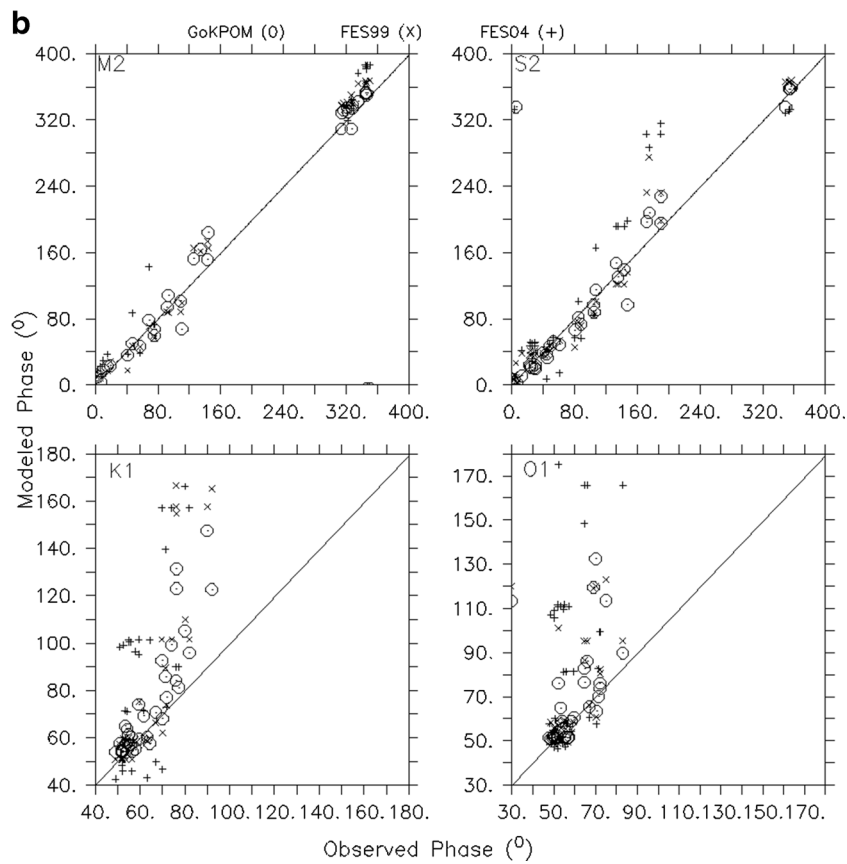 b
GoKPOM (O) FES99 (x) FES04 (+)
400. 400.
M2 S2
320. 320.
240. 240.
160. 160.
80. 80.
0. 0.
0. 80. 160. 240. 320. 400. 0. 80. 160. 240. 320. 400.
Modeled Phase (O)
180.
K1 O1
170.
160.
150.
140.
130.
120.
110.
100.
90.
80.
70.
60.
50.
40. 30.
40. 60. 80. 100. 120. 140. 160. 180. 30. 50. 70. 90. 110. 130. 150. 170.
Observed Phase (O)